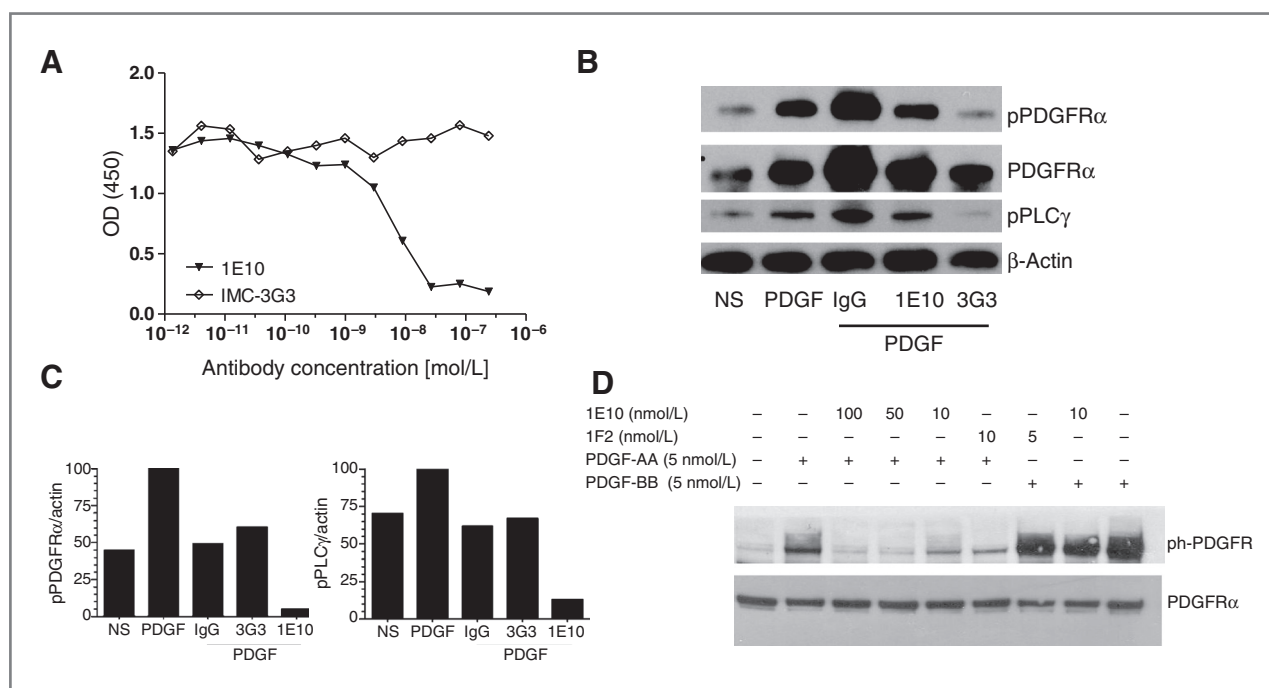 A
2.0
1.5
1.0
0.5
0.0
OD (450)
1E10
IMC-3G3
10−12 10−11 10−10 10−9 10−8 10−7 10−6
Antibody concentration [mol/L]
B
pPDGFRα
PDGFRα
pPLCγ
β-Actin
NS PDGF IgG 1E10 3G3
PDGF
C
pPDGFRα/actin
100
75
50
25
0
NS PDGF IgG 3G3 1E10
PDGF
pPLCγ/actin
100
75
50
25
0
NS PDGF IgG 3G3 1E10
PDGF
D
1E10 (nmol/L) – – 100 50 10 – – 10 –
1F2 (nmol/L) – – – – – 10 5 – –
PDGF-AA (5 nmol/L) – + + + + + – – –
PDGF-BB (5 nmol/L) – – – – – – + + +
ph-PDGFR
PDGFRα